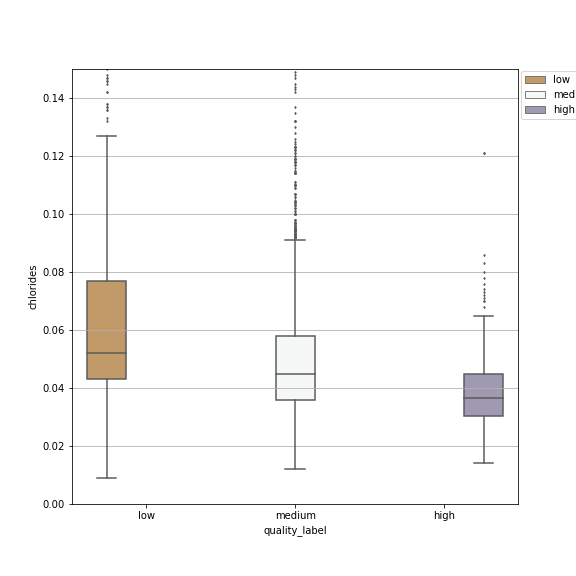 0.14
0.12
0.10
0.08
0.06
0.04
0.02
0.00
chlorides
low
medium
high
quality_label
low
med
high